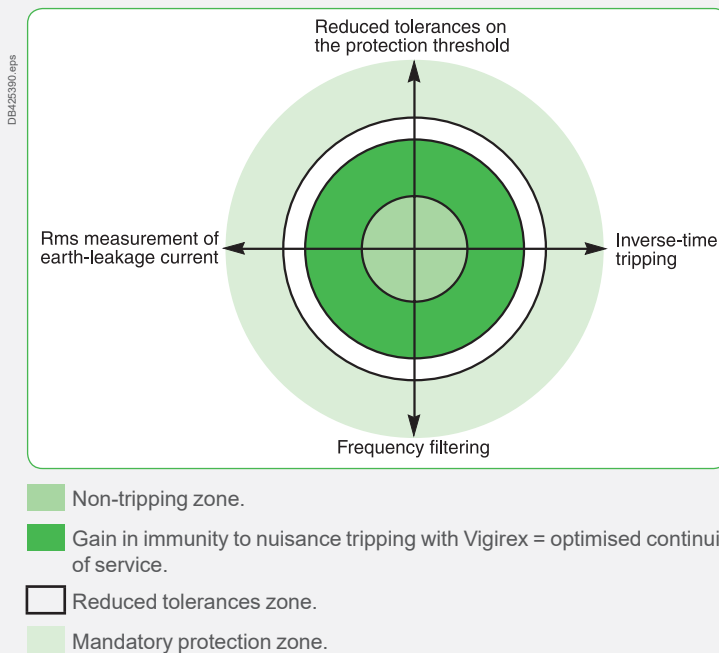 DB425390.eps
Reduced tolerances on
the protection threshold
Rms measurement of
earth-leakage current
Inverse-time
tripping
Frequency filtering
Non-tripping zone.
Gain in immunity to nuisance tripping with Vigirex = optimised continui
of service.
Reduced tolerances zone.
Mandatory protection zone.